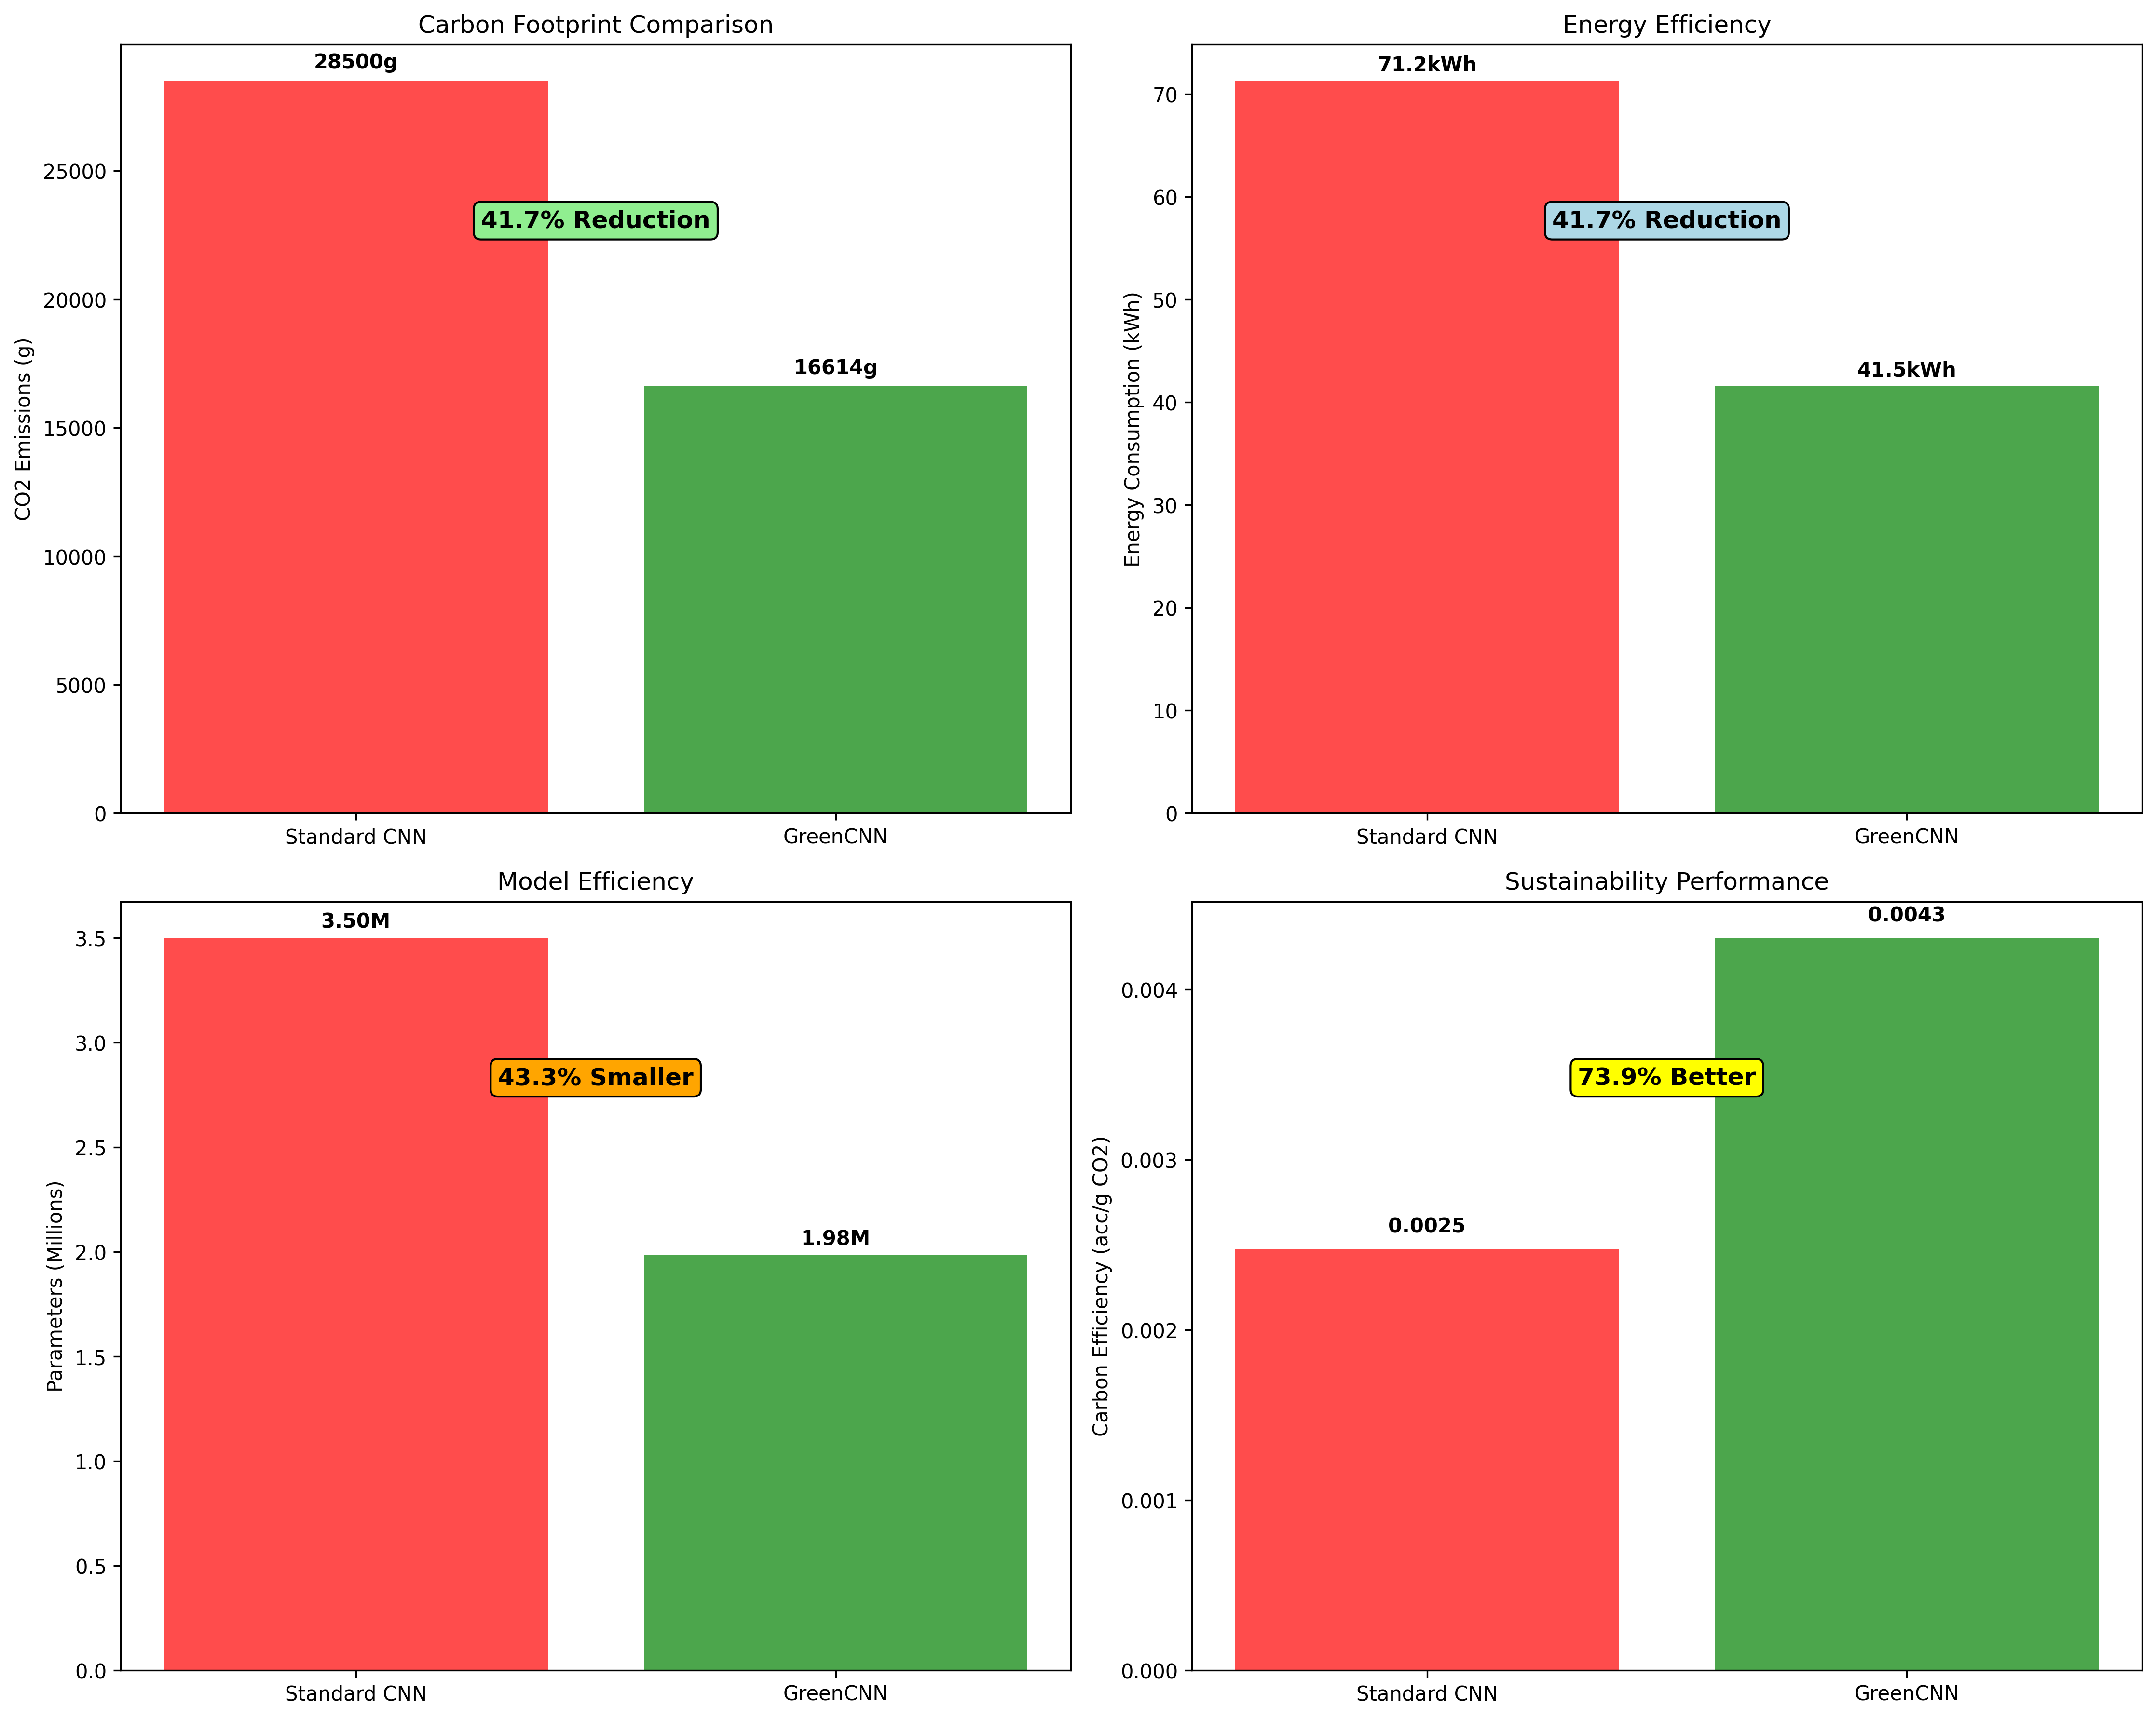 Carbon Footprint Comparison
28500g
41.7% Reduction
16614g
CO2 Emissions (g)
25000
20000
15000
10000
5000
0
Standard CNN
GreenCNN
Energy Efficiency
71.2kWh
41.7% Reduction
41.5kWh
Energy Consumption (kWh)
70
60
50
40
30
20
10
0
Standard CNN
GreenCNN
Model Efficiency
3.50M
43.3% Smaller
1.98M
Parameters (Millions)
3.5
3.0
2.5
2.0
1.5
1.0
0.5
0.0
Standard CNN
GreenCNN
Sustainability Performance
0.0043
73.9% Better
0.0025
Carbon Efficiency (acc/g CO2)
0.004
0.003
0.002
0.001
0.000
Standard CNN
GreenCNN